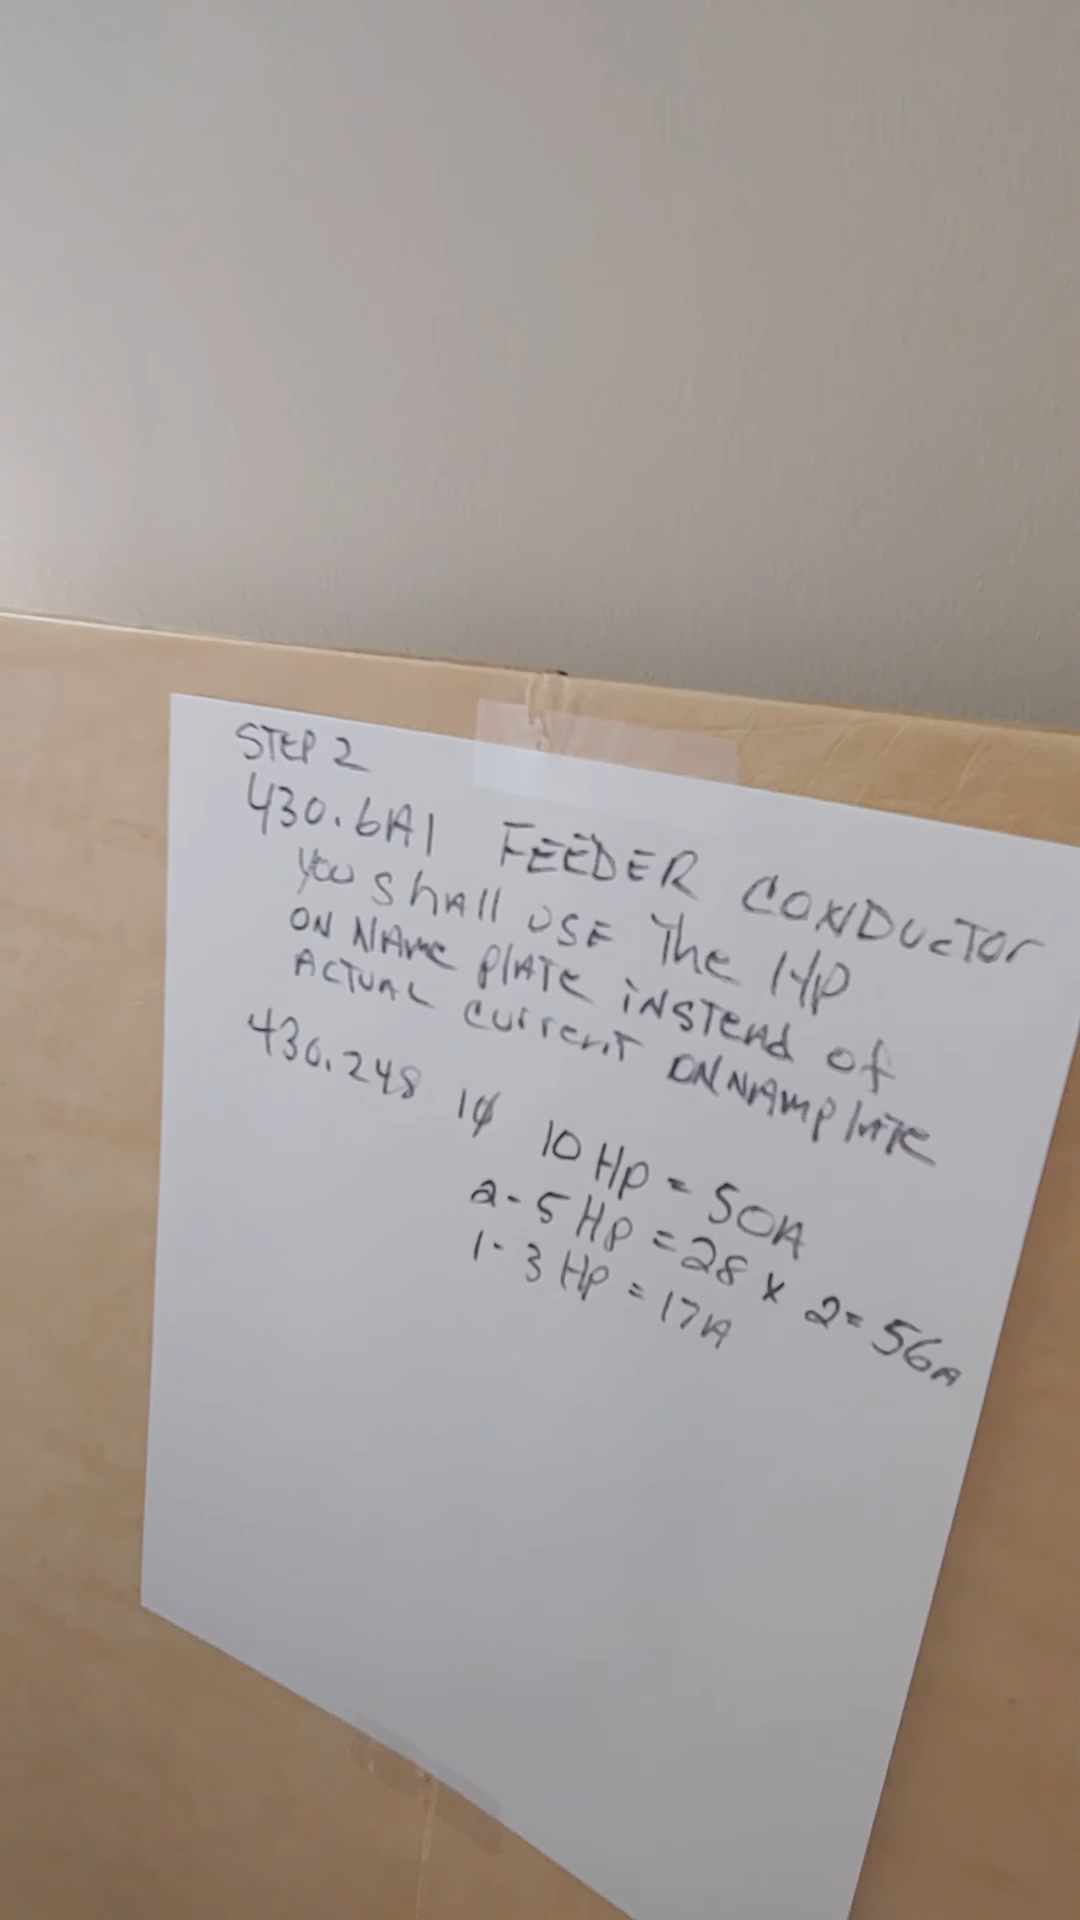 STEP 2
430.6A1 FEEDER CONDUCTOR
YOU SHALL USE The HP
ON NAME PLATE INSTEAD of
ACTUAL CURRENT ON NAMPLATE
430.248 1Ø 10 HP = 50A
2- 5 HP = 28 x 2= 56A
1- 3 HP = 17A